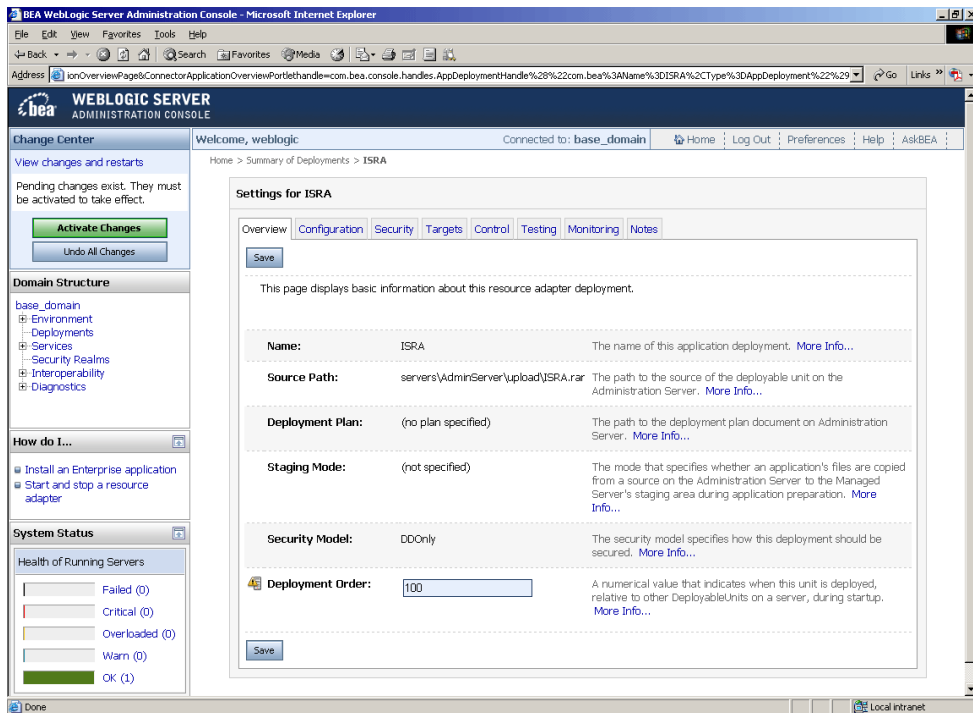 BEA WebLogic Server Administration Console - Microsoft Internet Explorer
File Edit View Favorites Tools Help
Back Search Favorites Media
Address ionOverviewPage&ConnectorApplicationOverviewPortlethandle=com.bea.console.handles.AppDeploymentHandle%28%22com.bea%3AName%3DISRA%2CType%3DAppDeployment%22%29 Go Links »
bea WEBLOGIC SERVER
ADMINISTRATION CONSOLE
Change Center
View changes and restarts
Pending changes exist. They must
be activated to take effect.
Activate Changes
Undo All Changes
Domain Structure
base_domain
Environment
Deployments
Services
Security Realms
Interoperability
Diagnostics
How do I...
Install an Enterprise application
Start and stop a resource
adapter
System Status
Health of Running Servers
Failed (0)
Critical (0)
Overloaded (0)
Warn (0)
OK (1)
Welcome, weblogic
Connected to: base_domain
Home Log Out Preferences Help AskBEA
Home > Summary of Deployments > ISRA
Settings for ISRA
Overview Configuration Security Targets Control Testing Monitoring Notes
Save
This page displays basic information about this resource adapter deployment.
Name: ISRA The name of this application deployment. More Info...
Source Path: servers\AdminServer\upload\ISRA.rar The path to the source of the deployable unit on the
Administration Server. More Info...
Deployment Plan: (no plan specified) The path to the deployment plan document on Administration
Server. More Info...
Staging Mode: (not specified) The mode that specifies whether an application's files are copied
from a source on the Administration Server to the Managed
Server's staging area during application preparation. More
Info...
Security Model: DDOnly The security model specifies how this deployment should be
secured. More Info...
Deployment Order: 100 A numerical value that indicates when this unit is deployed,
relative to other DeployableUnits on a server, during startup.
More Info...
Save
Done
Local intranet